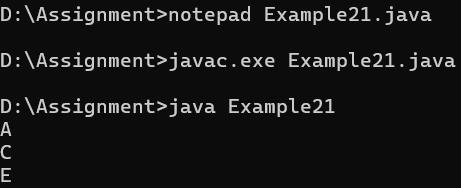 D:\Assignment>notepad Example21.java
D:\Assignment>javac.exe Example21.java
D:\Assignment>java Example21
A
C
E